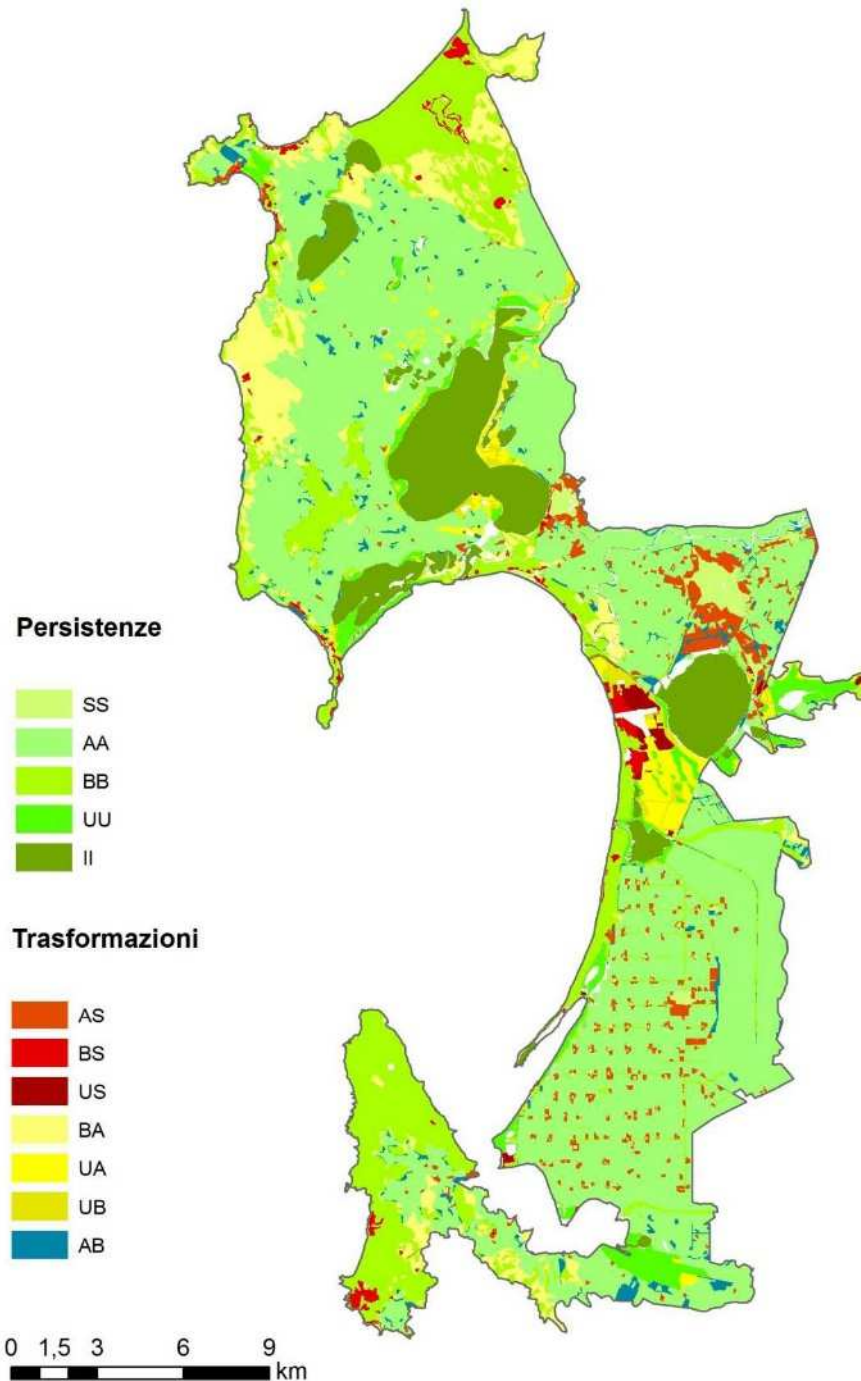 Persistenze
SS
AA
BB
UU
II
Trasformazioni
AS
BS
US
BA
UA
UB
AB
0 1,5 3 6 9
km